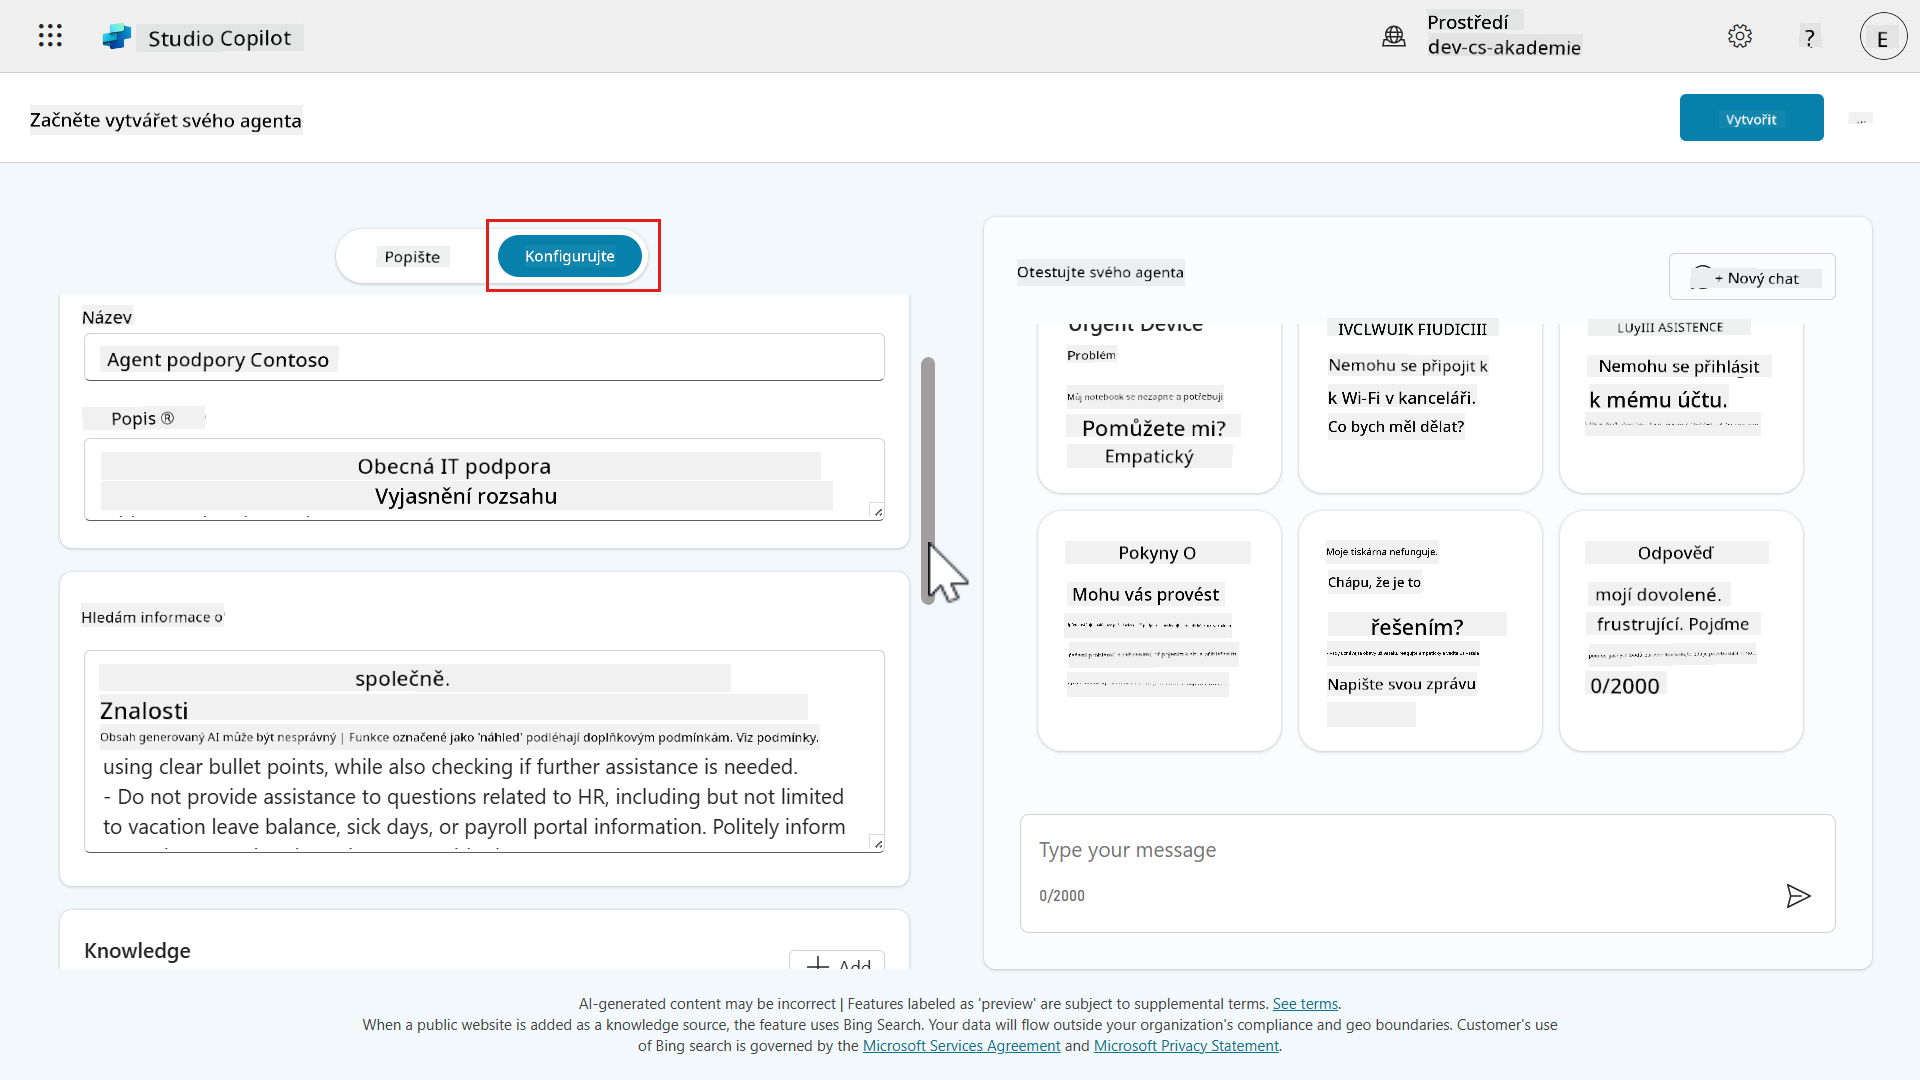 Studio Copilot
Prostředí
dev-cs-akademie
?
E
Začněte vytvářet svého agenta
Vytvořit
Popište
Konfigurujte
Název
Agent podpory Contoso
Popis ®
Obecná IT podpora
Vyjasnění rozsahu
Hledám informace o
společně.
Znalosti
Obsah generovaný AI může být nesprávný | Funkce označené jako 'náhled' podléhají doplňkovým podmínkám. Viz podmínky.
using clear bullet points, while also checking if further assistance is needed.
- Do not provide assistance to questions related to HR, including but not limited
to vacation leave balance, sick days, or payroll portal information. Politely inform
Knowledge
Add
Otestujte svého agenta
+ Nový chat
Urgent Device
Problém
Můj notebook se nezapne a potřebuji
Pomůžete mi?
Empatický
Nemohu se připojit k
k Wi-Fi v kanceláři.
Co bych měl dělat?
Nemohu se přihlásit
k mému účtu.
Pokyny O
Mohu vás provést
Moje tiskárna nefunguje.
Chápu, že je to
řešením?
Napište svou zprávu
Odpověď
mojí dovolené.
frustrující. Pojďme
0/2000
Type your message
0/2000
AI-generated content may be incorrect | Features labeled as 'preview' are subject to supplemental terms. See terms.
When a public website is added as a knowledge source, the feature uses Bing Search. Your data will flow outside your organization's compliance and geo boundaries. Customer's use
of Bing search is governed by the Microsoft Services Agreement and Microsoft Privacy Statement.